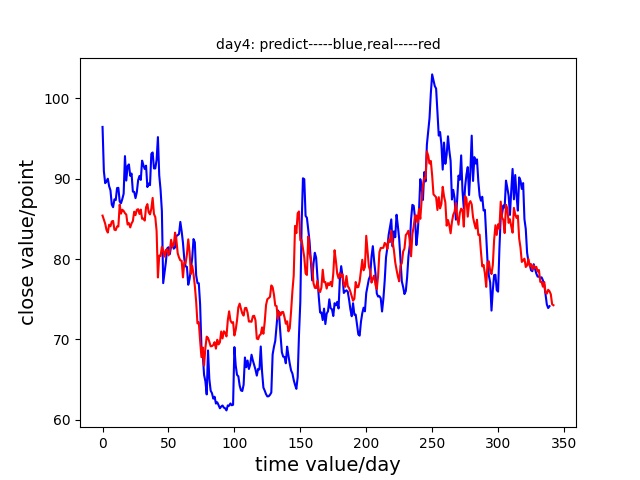 day4: predict-----blue,real-----red
close value/point
100
90
80
70
60
0 50 100 150 200 250 300 350
time value/day